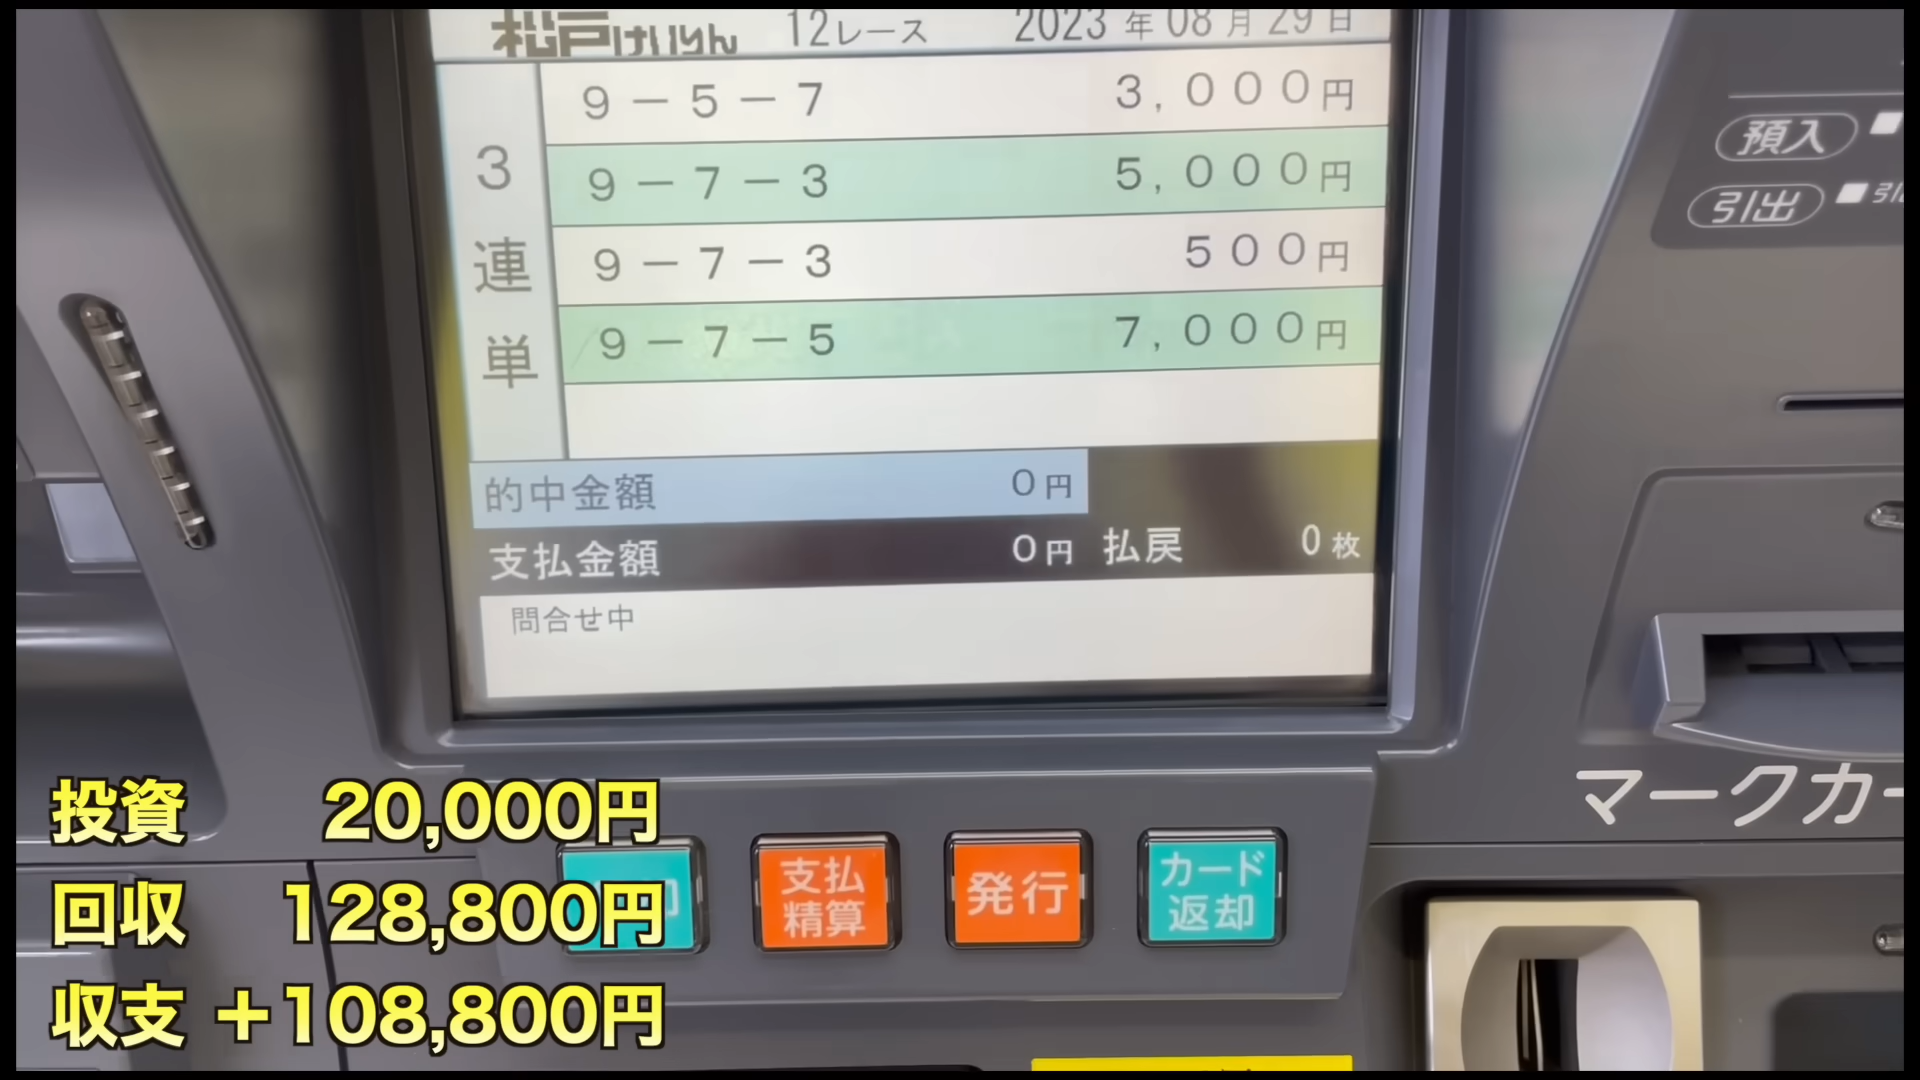 松戸けいりん 12レース 2023年08月29日
3連単
9－5－7 3,000円
9－7－3 5,000円
9－7－3 500円
9－7－5 7,000円
的中金額 0円
支払金額 0円 払戻 0枚
問合せ中
預入
引出
マークカー
支払精算
発行
カード返却
投資 20,000円
回収 128,800円
収支 +108,800円